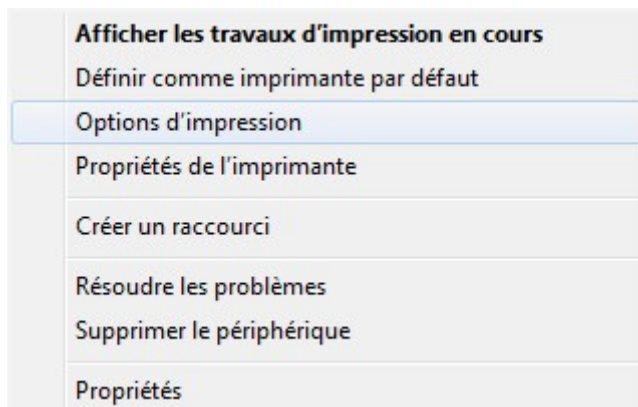 Afficher les travaux d'impression en cours
Définir comme imprimante par défaut
Options d'impression
Propriétés de l'imprimante
Créer un raccourci
Résoudre les problèmes
Supprimer le périphérique
Propriétés